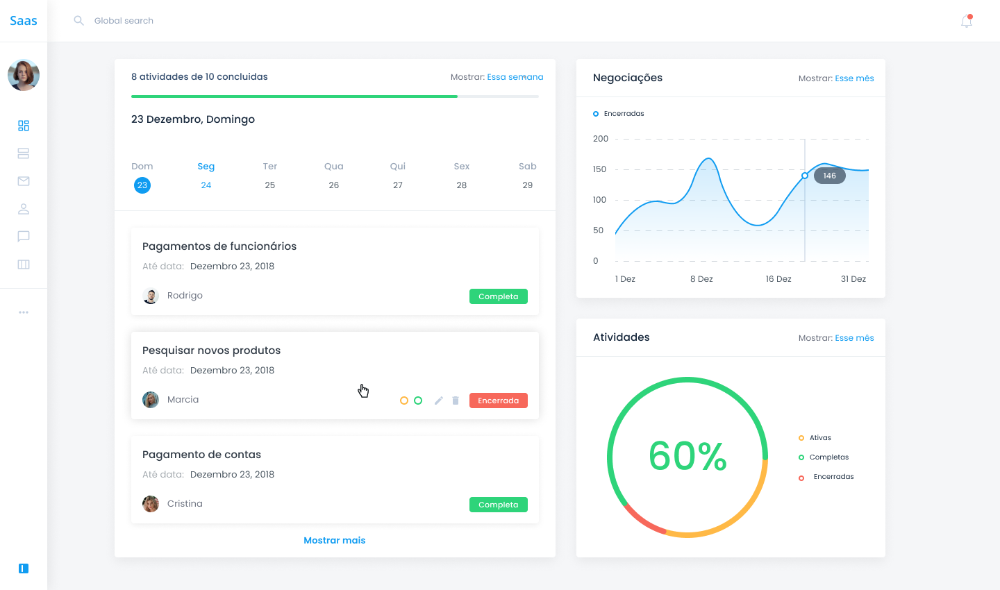 Saas
Global search
8 atividades de 10 concluidas
Mostrar: Essa semana
23 Dezembro, Domingo
Dom Seg Ter Qua Qui Sex Sab
23 24 25 26 27 28 29
Pagamentos de funcionários
Até data: Dezembro 23, 2018
Rodrigo
Completa
Pesquisar novos produtos
Até data: Dezembro 23, 2018
Marcia
Encerrada
Pagamento de contas
Até data: Dezembro 23, 2018
Cristina
Completa
Mostrar mais
Negociações
Mostrar: Esse mês
Encerradas
200
150
146
100
50
0
1 Dez 8 Dez 16 Dez 31 Dez
Atividades
Mostrar: Esse mês
60%
Ativas
Completas
Encerradas